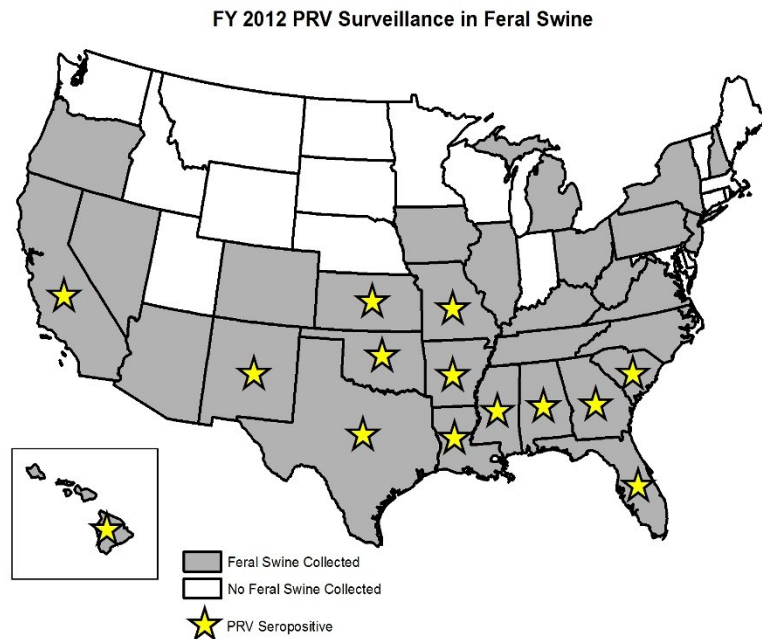 FY 2012 PRV Surveillance in Feral Swine
Feral Swine Collected
No Feral Swine Collected
PRV Seropositive